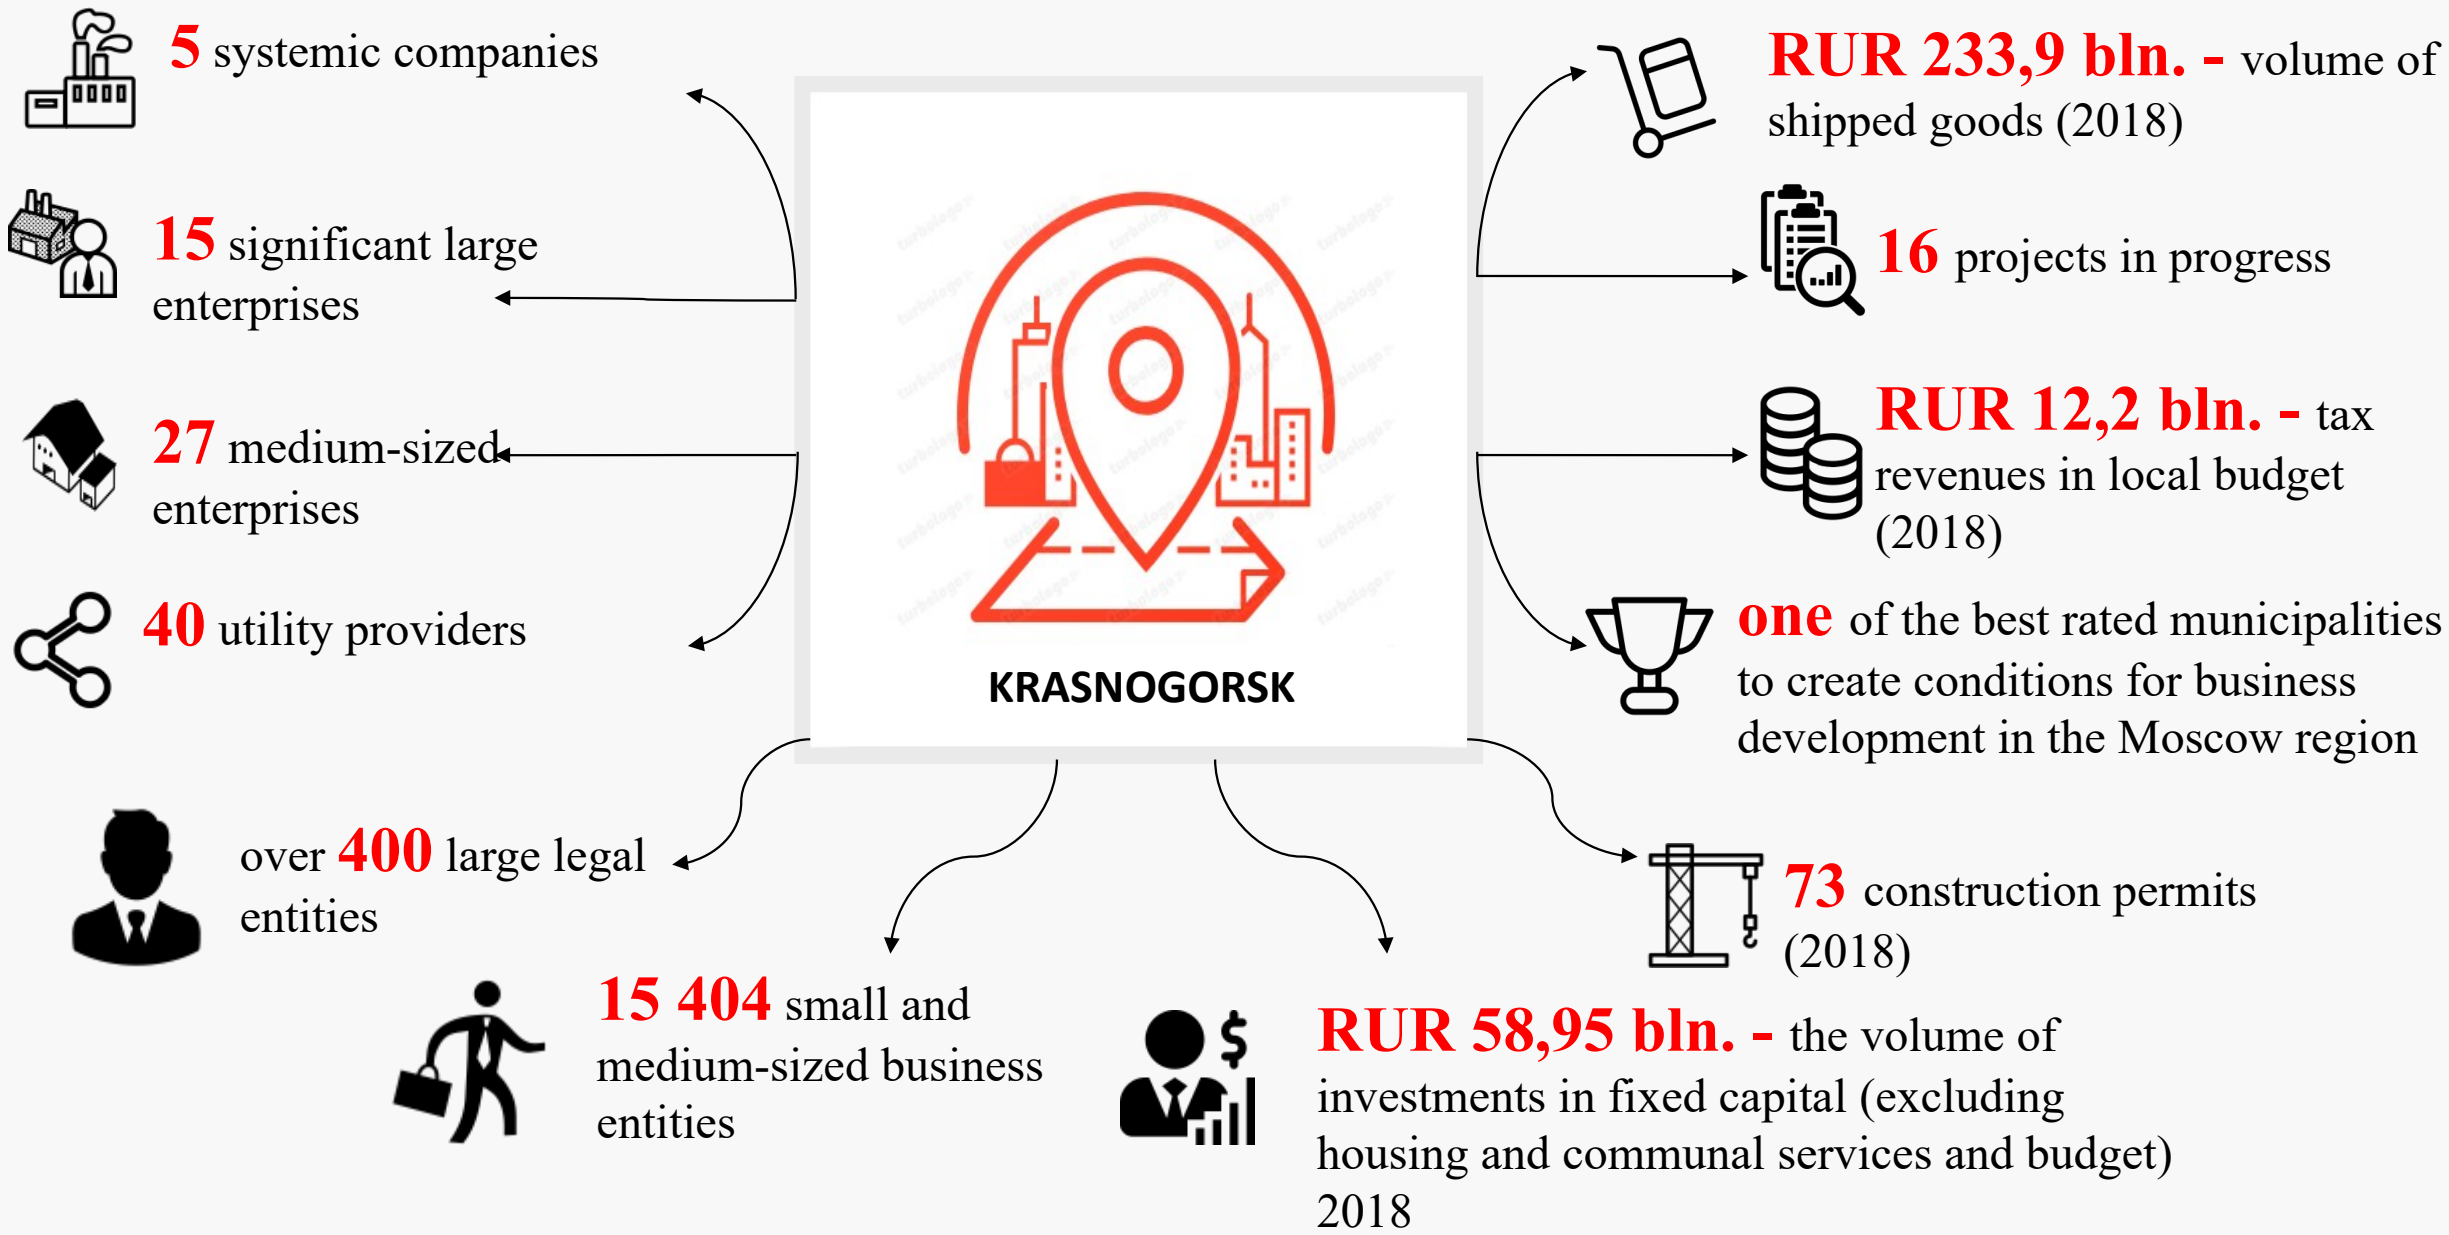 5 systemic companies
15 significant large
enterprises
27 medium-sized
enterprises
40 utility providers
over 400 large legal
entities
15 404 small and
medium-sized business
entities
KRASNOGORSK
RUR 233,9 bln. - volume of
shipped goods (2018)
16 projects in progress
RUR 12,2 bln. - tax
revenues in local budget
(2018)
one of the best rated municipalities
to create conditions for business
development in the Moscow region
73 construction permits
(2018)
RUR 58,95 bln. - the volume of
investments in fixed capital (excluding
housing and communal services and budget)
2018